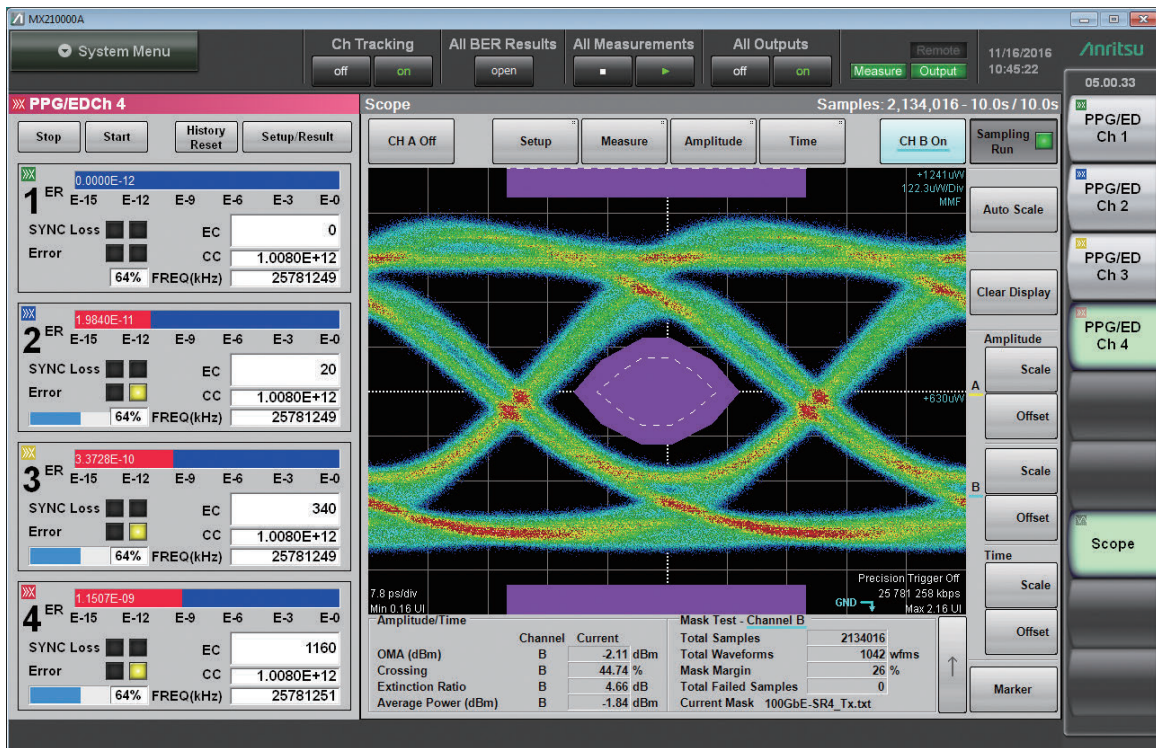 MX210000A
System Menu
Ch Tracking
off on
All BER Results
open
All Measurements
All Outputs
off on
Remote
Measure Output
11/16/2016
10:45:22
Anritsu
05.00.33
PPG/EDCh 4
Stop Start History Reset Setup/Result
1 ER 0.0000E-12
E-15 E-12 E-9 E-6 E-3 E-0
SYNC Loss EC 0
Error CC 1.0080E+12
64% FREQ(kHz) 25781249
2 ER 1.9840E-11
E-15 E-12 E-9 E-6 E-3 E-0
SYNC Loss EC 20
Error CC 1.0080E+12
64% FREQ(kHz) 25781249
3 ER 3.3728E-10
E-15 E-12 E-9 E-6 E-3 E-0
SYNC Loss EC 340
Error CC 1.0080E+12
64% FREQ(kHz) 25781249
4 ER 1.1507E-09
E-15 E-12 E-9 E-6 E-3 E-0
SYNC Loss EC 1160
Error CC 1.0080E+12
64% FREQ(kHz) 25781251
Scope Samples: 2,134,016 - 10.0s / 10.0s
CH A Off Setup Measure Amplitude Time CH B On Sampling Run
+1241uW
122.3uW/Div
MMF
+630uW
Precision Trigger Off
7.8 ps/div 25 781 258 kbps
Min 0.16 UI GND Max 2.16 UI
Amplitude/Time
Channel Current
OMA (dBm) B -2.11 dBm
Crossing B 44.74 %
Extinction Ratio B 4.66 dB
Average Power (dBm) B -1.84 dBm
Mask Test - Channel B
Total Samples 2134016
Total Waveforms 1042 wfms
Mask Margin 26 %
Total Failed Samples 0
Current Mask 100GbE-SR4_Tx.txt
Auto Scale
Clear Display
Amplitude
Scale
A
Offset
Scale
B
Offset
Time
Scale
Offset
Marker
PPG/ED
Ch 1
PPG/ED
Ch 2
PPG/ED
Ch 3
PPG/ED
Ch 4
Scope